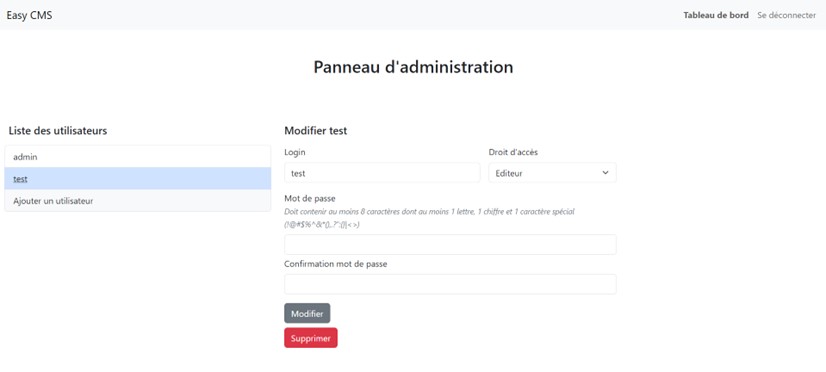 Easy CMS
Tableau de bord
Se déconnecter
Panneau d'administration
Liste des utilisateurs
admin
test
Ajouter un utilisateur
Modifier test
Login
Droit d'accès
test
Editeur
Mot de passe
Doit contenir au moins 8 caractères dont au moins 1 lettre, 1 chiffre et 1 caractère spécial
(!@#$%^&*(),.?":{}|<>)
Confirmation mot de passe
Modifier
Supprimer